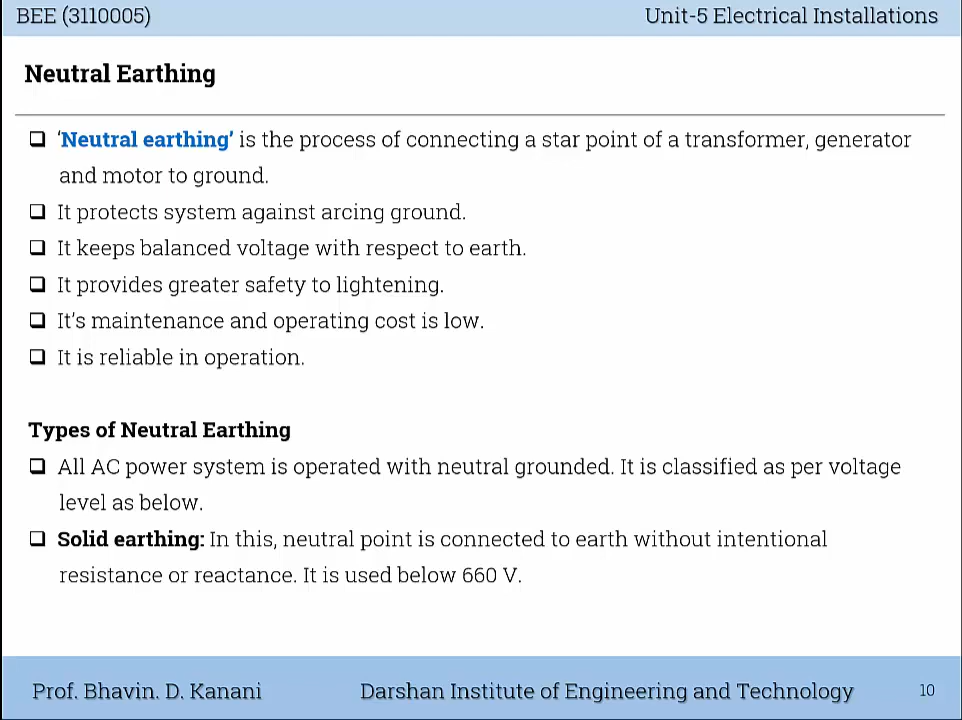 BEE (3110005) Unit-5 Electrical Installations
Neutral Earthing
❑ ‘Neutral earthing’ is the process of connecting a star point of a transformer, generator
and motor to ground.
❑ It protects system against arcing ground.
❑ It keeps balanced voltage with respect to earth.
❑ It provides greater safety to lightening.
❑ It’s maintenance and operating cost is low.
❑ It is reliable in operation.
Types of Neutral Earthing
❑ All AC power system is operated with neutral grounded. It is classified as per voltage
level as below.
❑ Solid earthing: In this, neutral point is connected to earth without intentional
resistance or reactance. It is used below 660 V.
Prof. Bhavin. D. Kanani Darshan Institute of Engineering and Technology 10